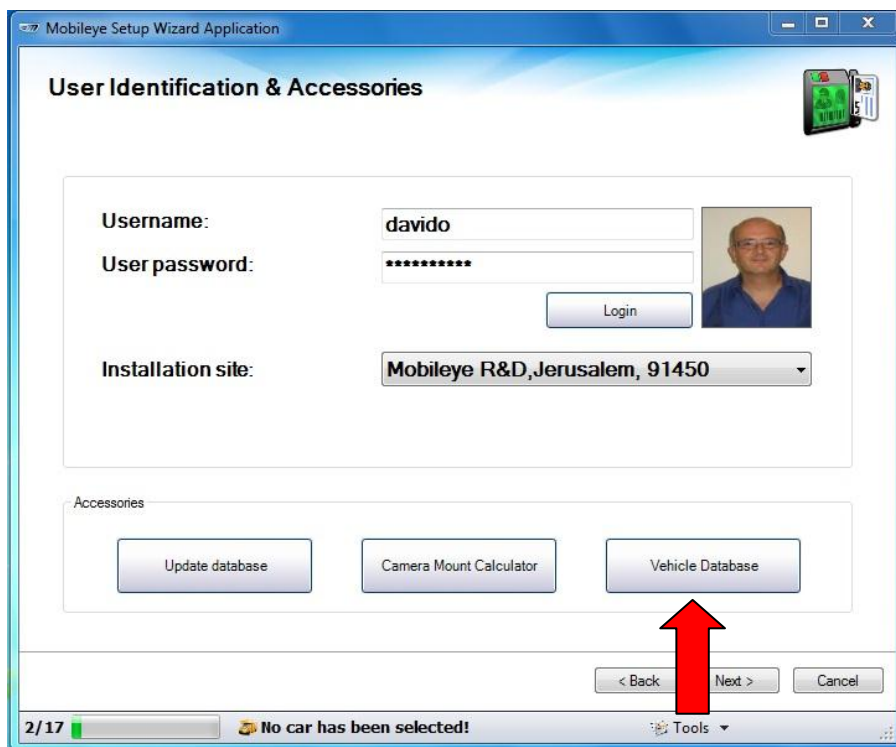 Mobileye Setup Wizard Application
User Identification & Accessories
Username:
davido
User password:
**********
Login
Installation site:
Mobileye R&D,Jerusalem, 91450
Accessories
Update database
Camera Mount Calculator
Vehicle Database
< Back
Next >
Cancel
2/17
No car has been selected!
Tools